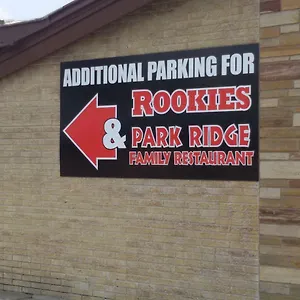 ADDITIONAL PARKING FOR
ROOKIES
& PARK RIDGE
FAMILY RESTAURANT